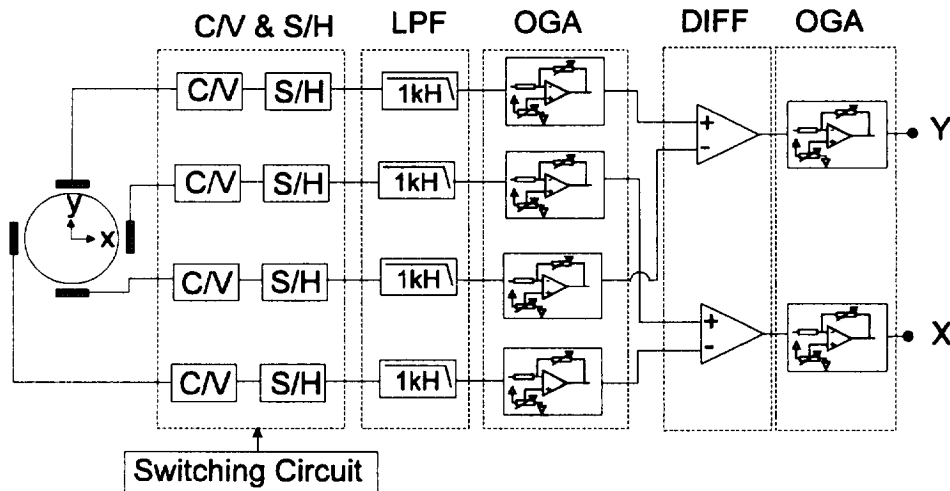 C/V & S/H LPF OGA DIFF OGA
C/V S/H 1kH
+
-
Y
C/V S/H 1kH
y
x
C/V S/H 1kH
+
-
X
C/V S/H 1kH
Switching Circuit